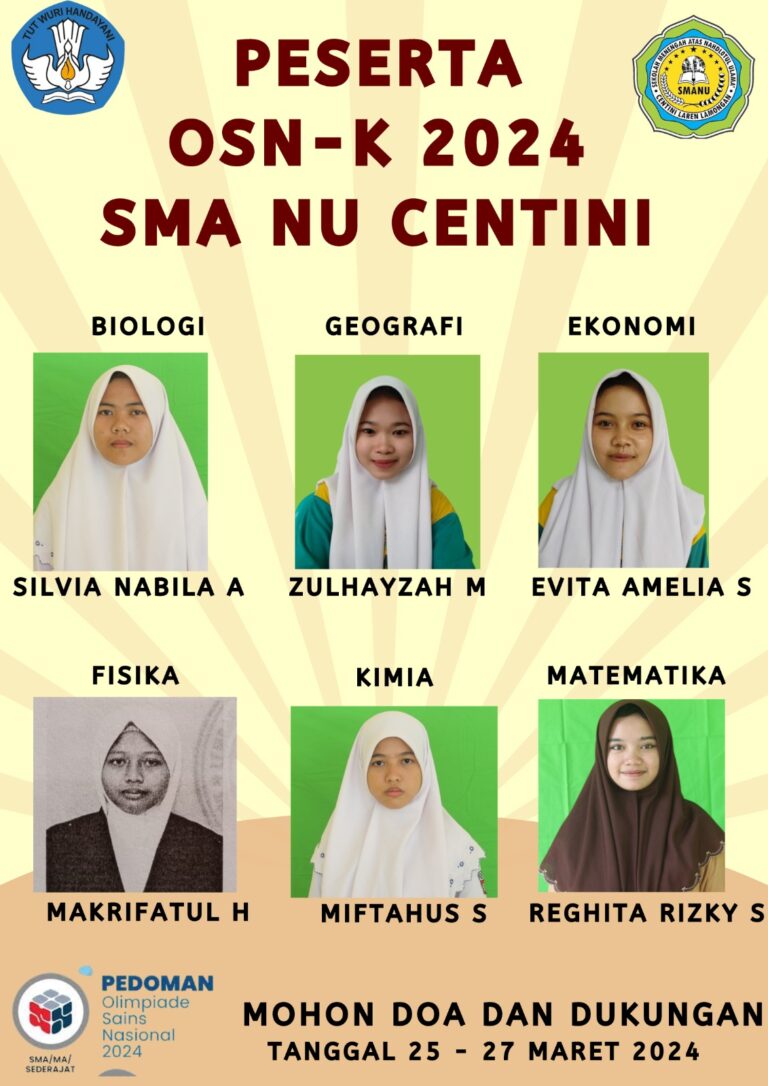 TUT WURI HANDAYANI
SEKOLAH MENENGAH ATAS NAHDLATUL ULAMA
SMANU
CENTINI LAREN LAMONGAN
PESERTA
OSN-K 2024
SMA NU CENTINI
BIOLOGI
GEOGRAFI
EKONOMI
SILVIA NABILA A
ZULHAYZAH M
EVITA AMELIA S
FISIKA
KIMIA
MATEMATIKA
MAKRIFATUL H
MIFTAHUS S
REGHITA RIZKY S
PEDOMAN
Olimpiade
Sains
Nasional
2024
SMA/MA/
SEDERAJAT
MOHON DOA DAN DUKUNGAN
TANGGAL 25 - 27 MARET 2024